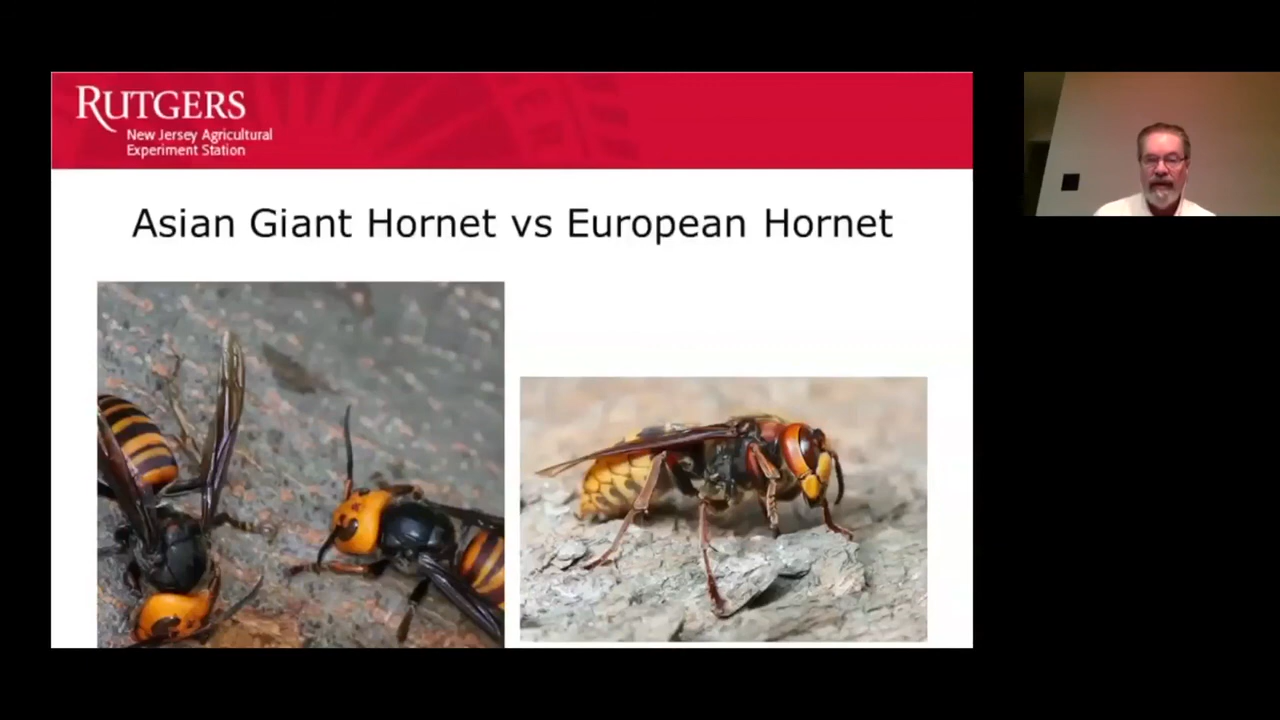 RUTGERS
New Jersey Agricultural
Experiment Station
Asian Giant Hornet vs European Hornet